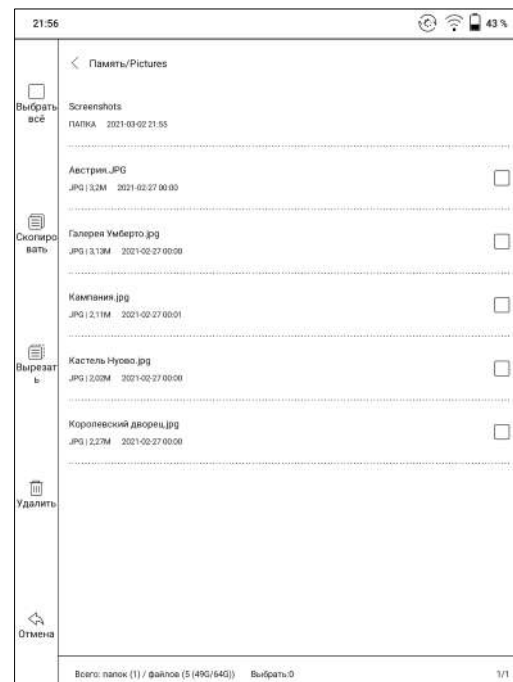 21:56
43 %
Память/Pictures
Выбрать
всё
Screenshots
ПАПКА 2021-03-02 21:55
Австрия.JPG
JPG | 3,2M 2021-02-27 00:00
Скопиро
вать
Галерея Умберто.jpg
JPG | 3,13M 2021-02-27 00:00
Кампания.jpg
JPG | 2,11M 2021-02-27 00:01
Вырезат
ь
Кастель Нуово.jpg
JPG | 2,02M 2021-02-27 00:00
Королевский дворец.jpg
JPG | 2,27M 2021-02-27 00:00
Удалить
Отмена
Всего: папок (1) / файлов (5 (49G/64G)) Выбрать:0
1/1